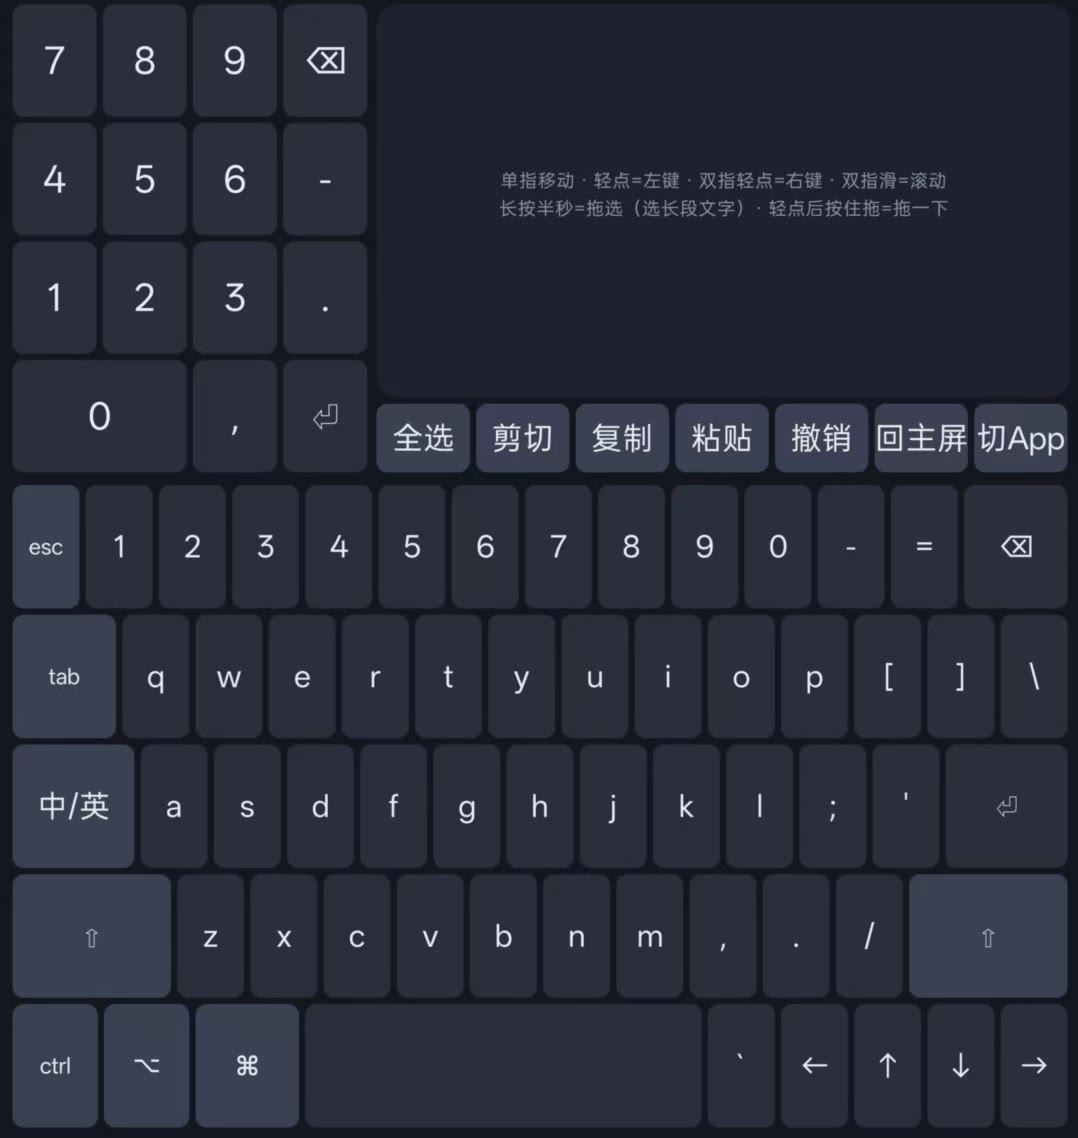 7 8 9 ⌫
4 5 6 -
1 2 3 .
0 , ⏎
单指移动 · 轻点=左键 · 双指轻点=右键 · 双指滑=滚动
长按半秒=拖选（选长段文字）· 轻点后按住拖=拖一下
全选 剪切 复制 粘贴 撤销 回主屏 切App
esc 1 2 3 4 5 6 7 8 9 0 - = ⌫
tab q w e r t y u i o p [ ] \
中/英 a s d f g h j k l ; ' ⏎
⇧ z x c v b n m , . / ⇧
ctrl ⌥ ⌘ ` ← ↑ ↓ →